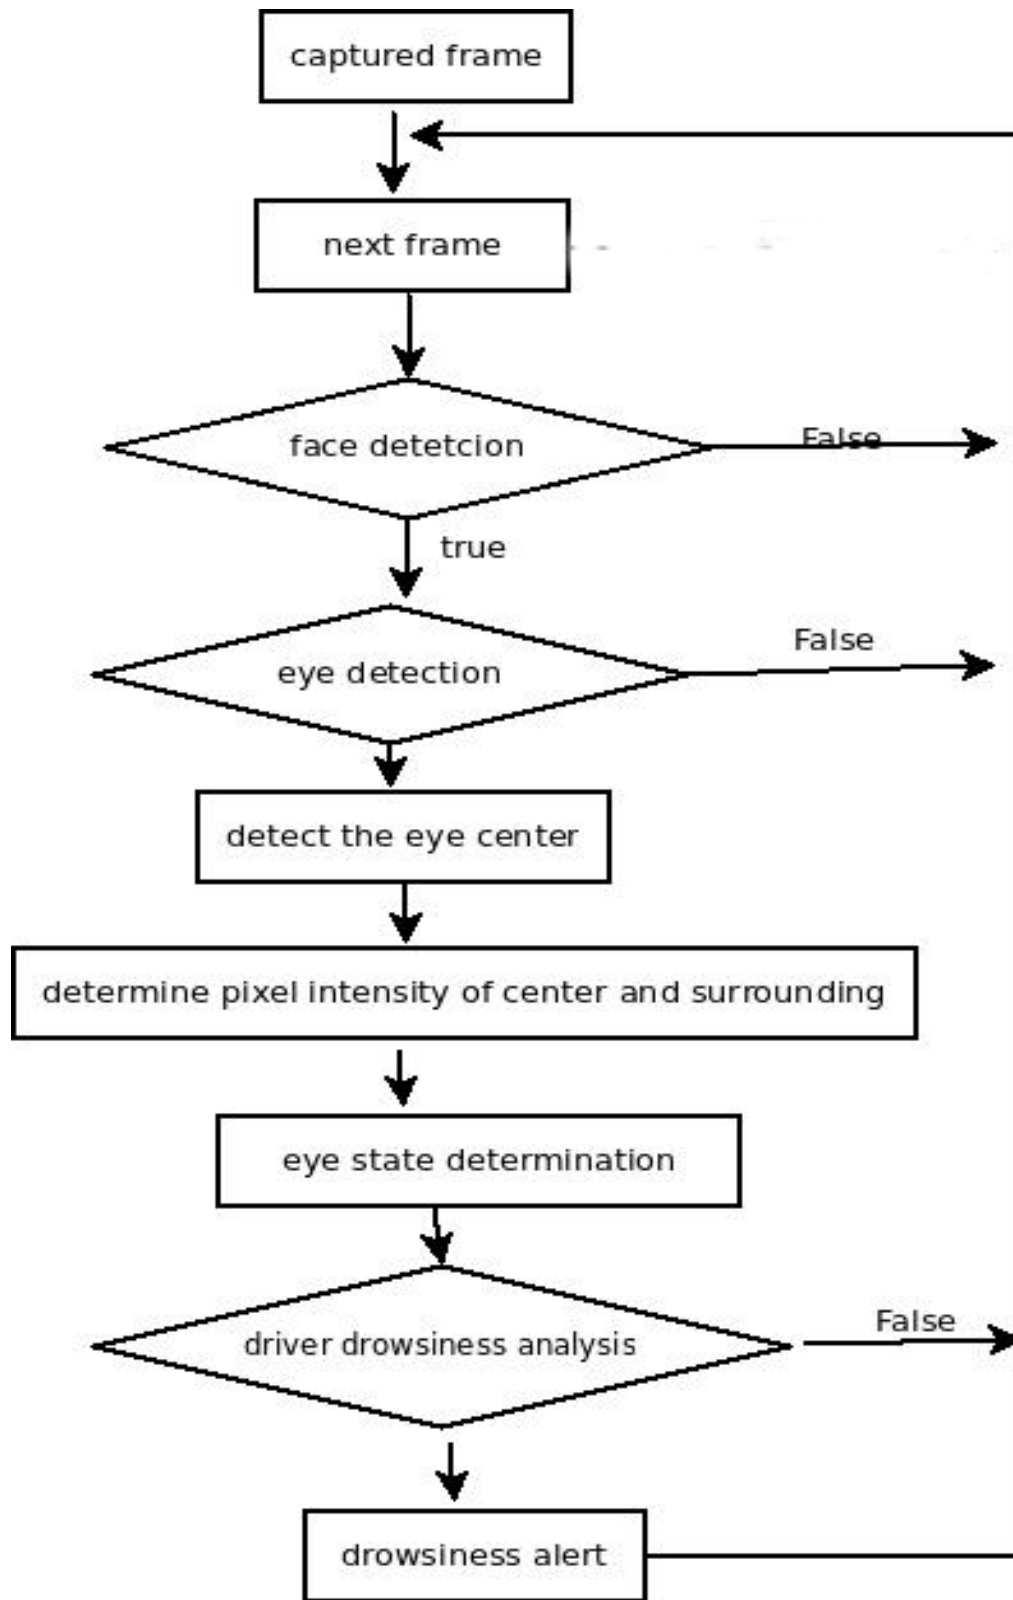 captured frame
next frame
face detetcion
False
true
eye detection
False
detect the eye center
determine pixel intensity of center and surrounding
eye state determination
driver drowsiness analysis
False
drowsiness alert